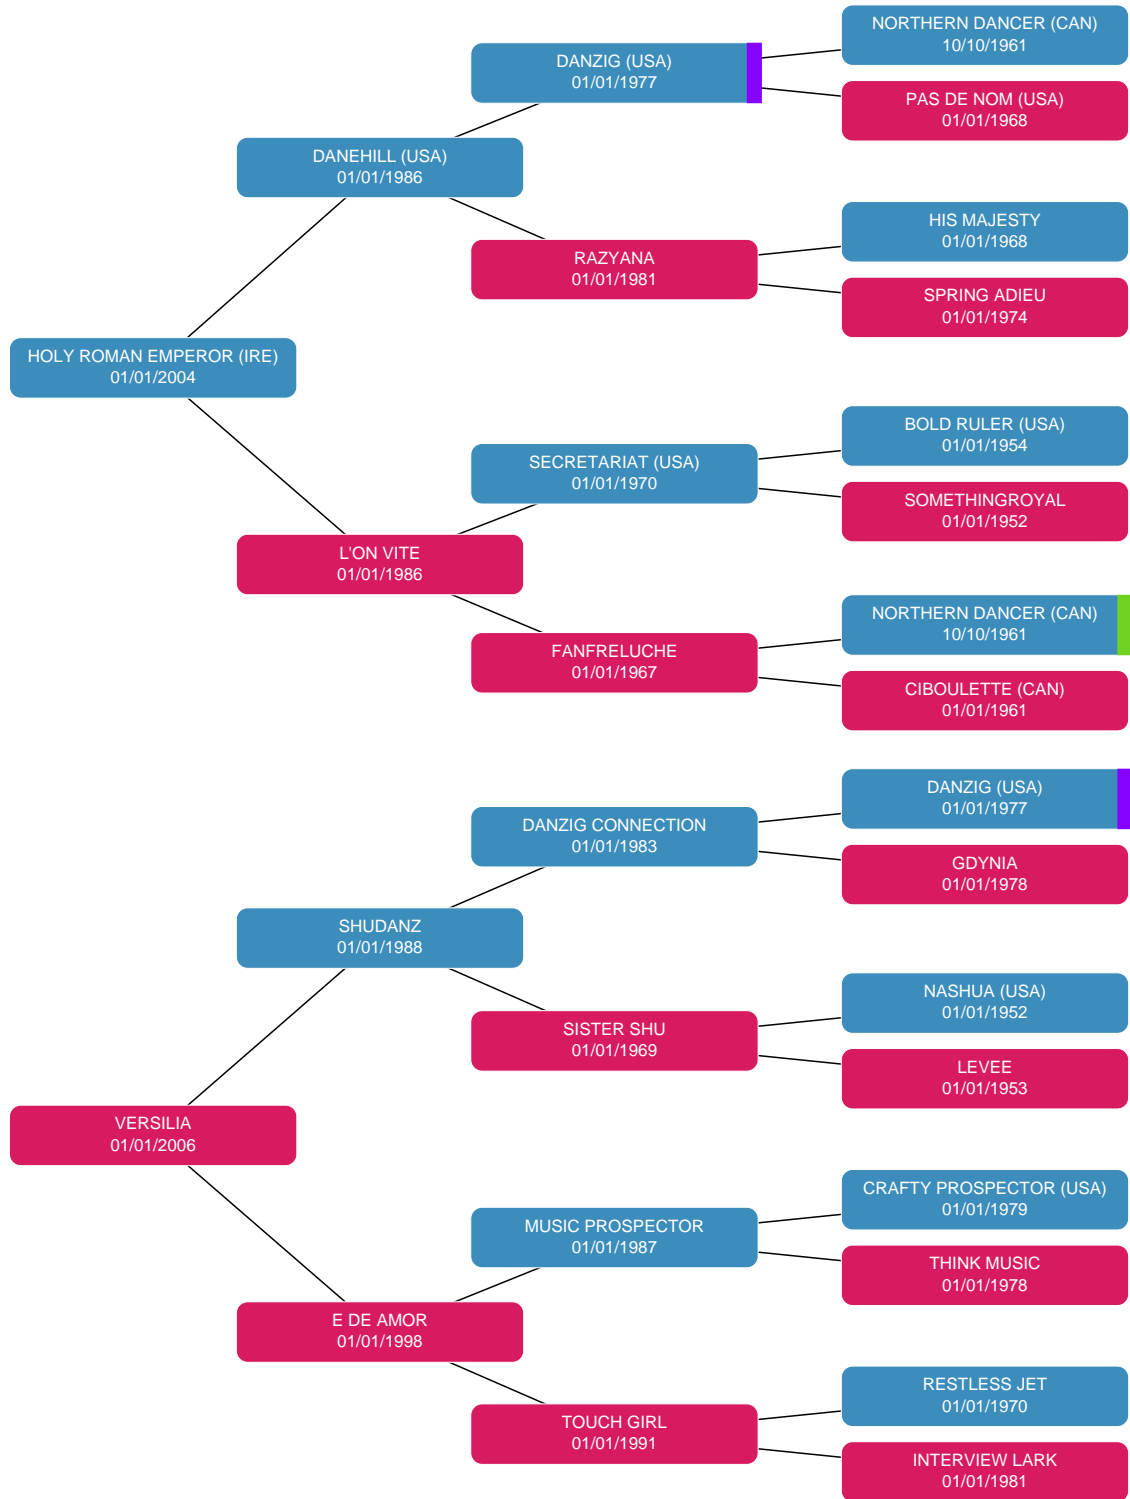 NORTHERN DANCER (CAN)
10/10/1961
DANZIG (USA)
01/01/1977
PAS DE NOM (USA)
01/01/1968
DANEHILL (USA)
01/01/1986
HIS MAJESTY
01/01/1968
RAZYANA
01/01/1981
SPRING ADIEU
01/01/1974
HOLY ROMAN EMPEROR (IRE)
01/01/2004
BOLD RULER (USA)
01/01/1954
SECRETARIAT (USA)
01/01/1970
SOMETHINGROYAL
01/01/1952
L'ON VITE
01/01/1986
NORTHERN DANCER (CAN)
10/10/1961
FANFRELUCHE
01/01/1967
CIBOULETTE (CAN)
01/01/1961
DANZIG (USA)
01/01/1977
DANZIG CONNECTION
01/01/1983
GDYNIA
01/01/1978
SHUDANZ
01/01/1988
NASHUA (USA)
01/01/1952
SISTER SHU
01/01/1969
LEVEE
01/01/1953
VERSILIA
01/01/2006
CRAFTY PROSPECTOR (USA)
01/01/1979
MUSIC PROSPECTOR
01/01/1987
THINK MUSIC
01/01/1978
E DE AMOR
01/01/1998
RESTLESS JET
01/01/1970
TOUCH GIRL
01/01/1991
INTERVIEW LARK
01/01/1981